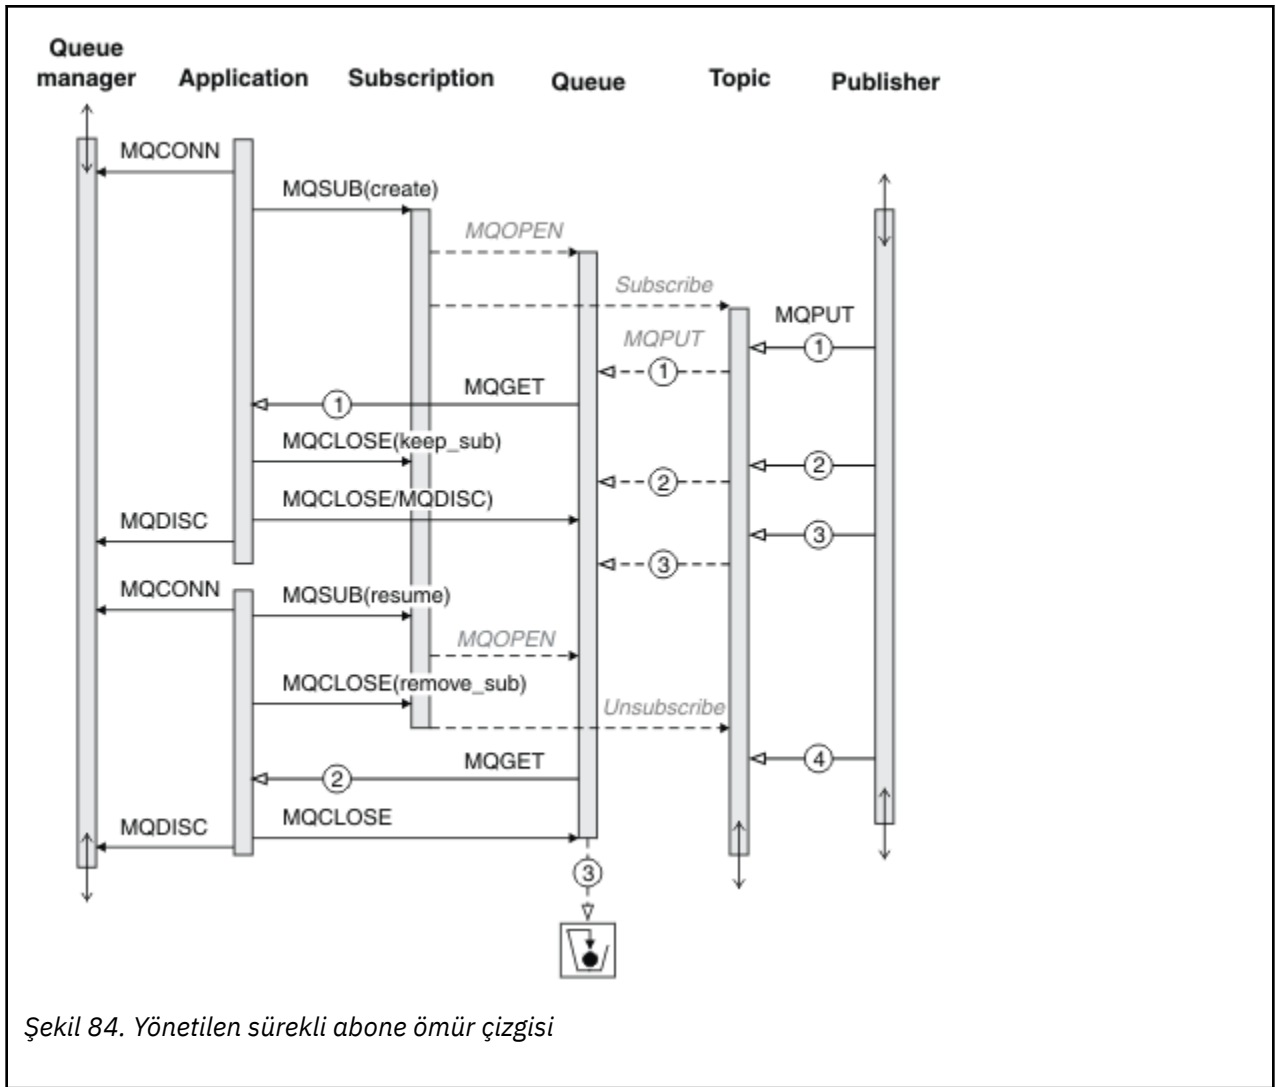 Queue
manager
Application
Subscription
Queue
Topic
Publisher
MQCONN
MQSUB(create)
MQOPEN
Subscribe
MQPUT
1
MQPUT
1
MQGET
1
MQCLOSE(keep_sub)
2
2
MQCLOSE/MQDISC)
MQDISC
3
3
MQCONN
MQSUB(resume)
MQOPEN
MQCLOSE(remove_sub)
Unsubscribe
MQGET
4
2
MQCLOSE
MQDISC
3
Şekil 84. Yönetilen sürekli abone ömür çizgisi